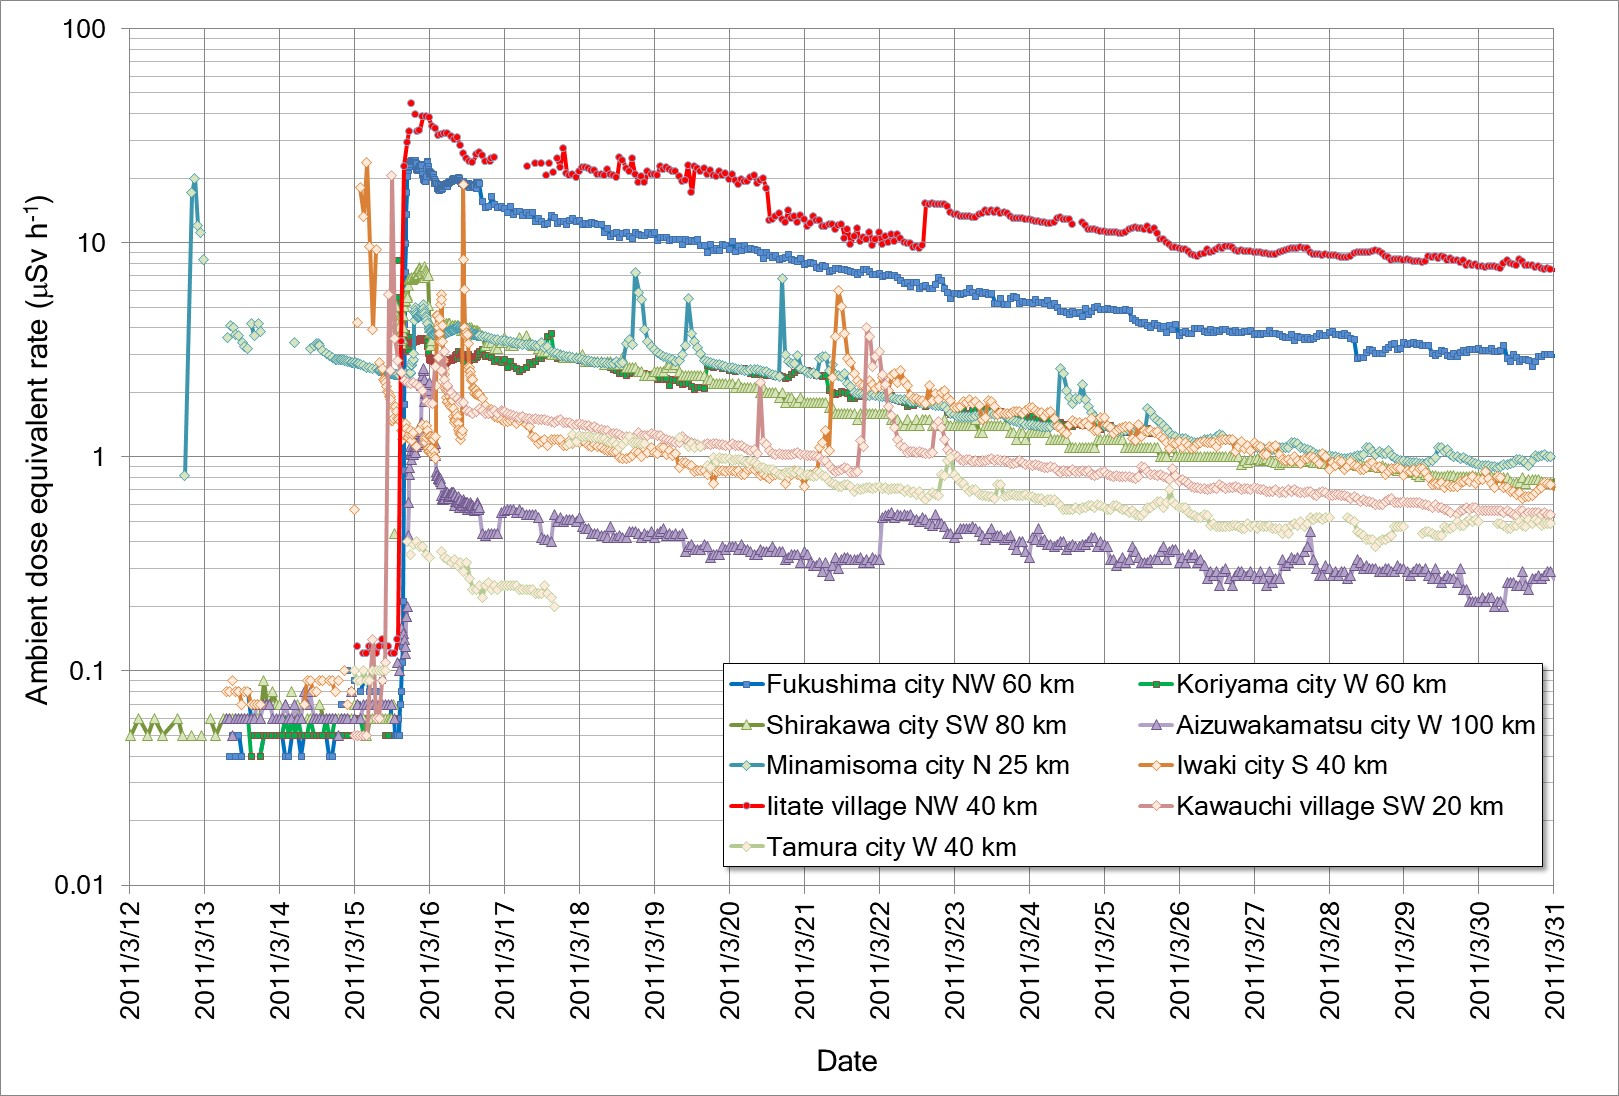 Ambient dose equivalent rate (µSv h-1)
100
10
1
0.1
0.01
Fukushima city NW 60 km
Koriyama city W 60 km
Shirakawa city SW 80 km
Aizuwakamatsu city W 100 km
Minamisoma city N 25 km
Iwaki city S 40 km
Iitate village NW 40 km
Kawauchi village SW 20 km
Tamura city W 40 km
2011/3/12
2011/3/13
2011/3/14
2011/3/15
2011/3/16
2011/3/17
2011/3/18
2011/3/19
2011/3/20
2011/3/21
2011/3/22
2011/3/23
2011/3/24
2011/3/25
2011/3/26
2011/3/27
2011/3/28
2011/3/29
2011/3/30
2011/3/31
Date